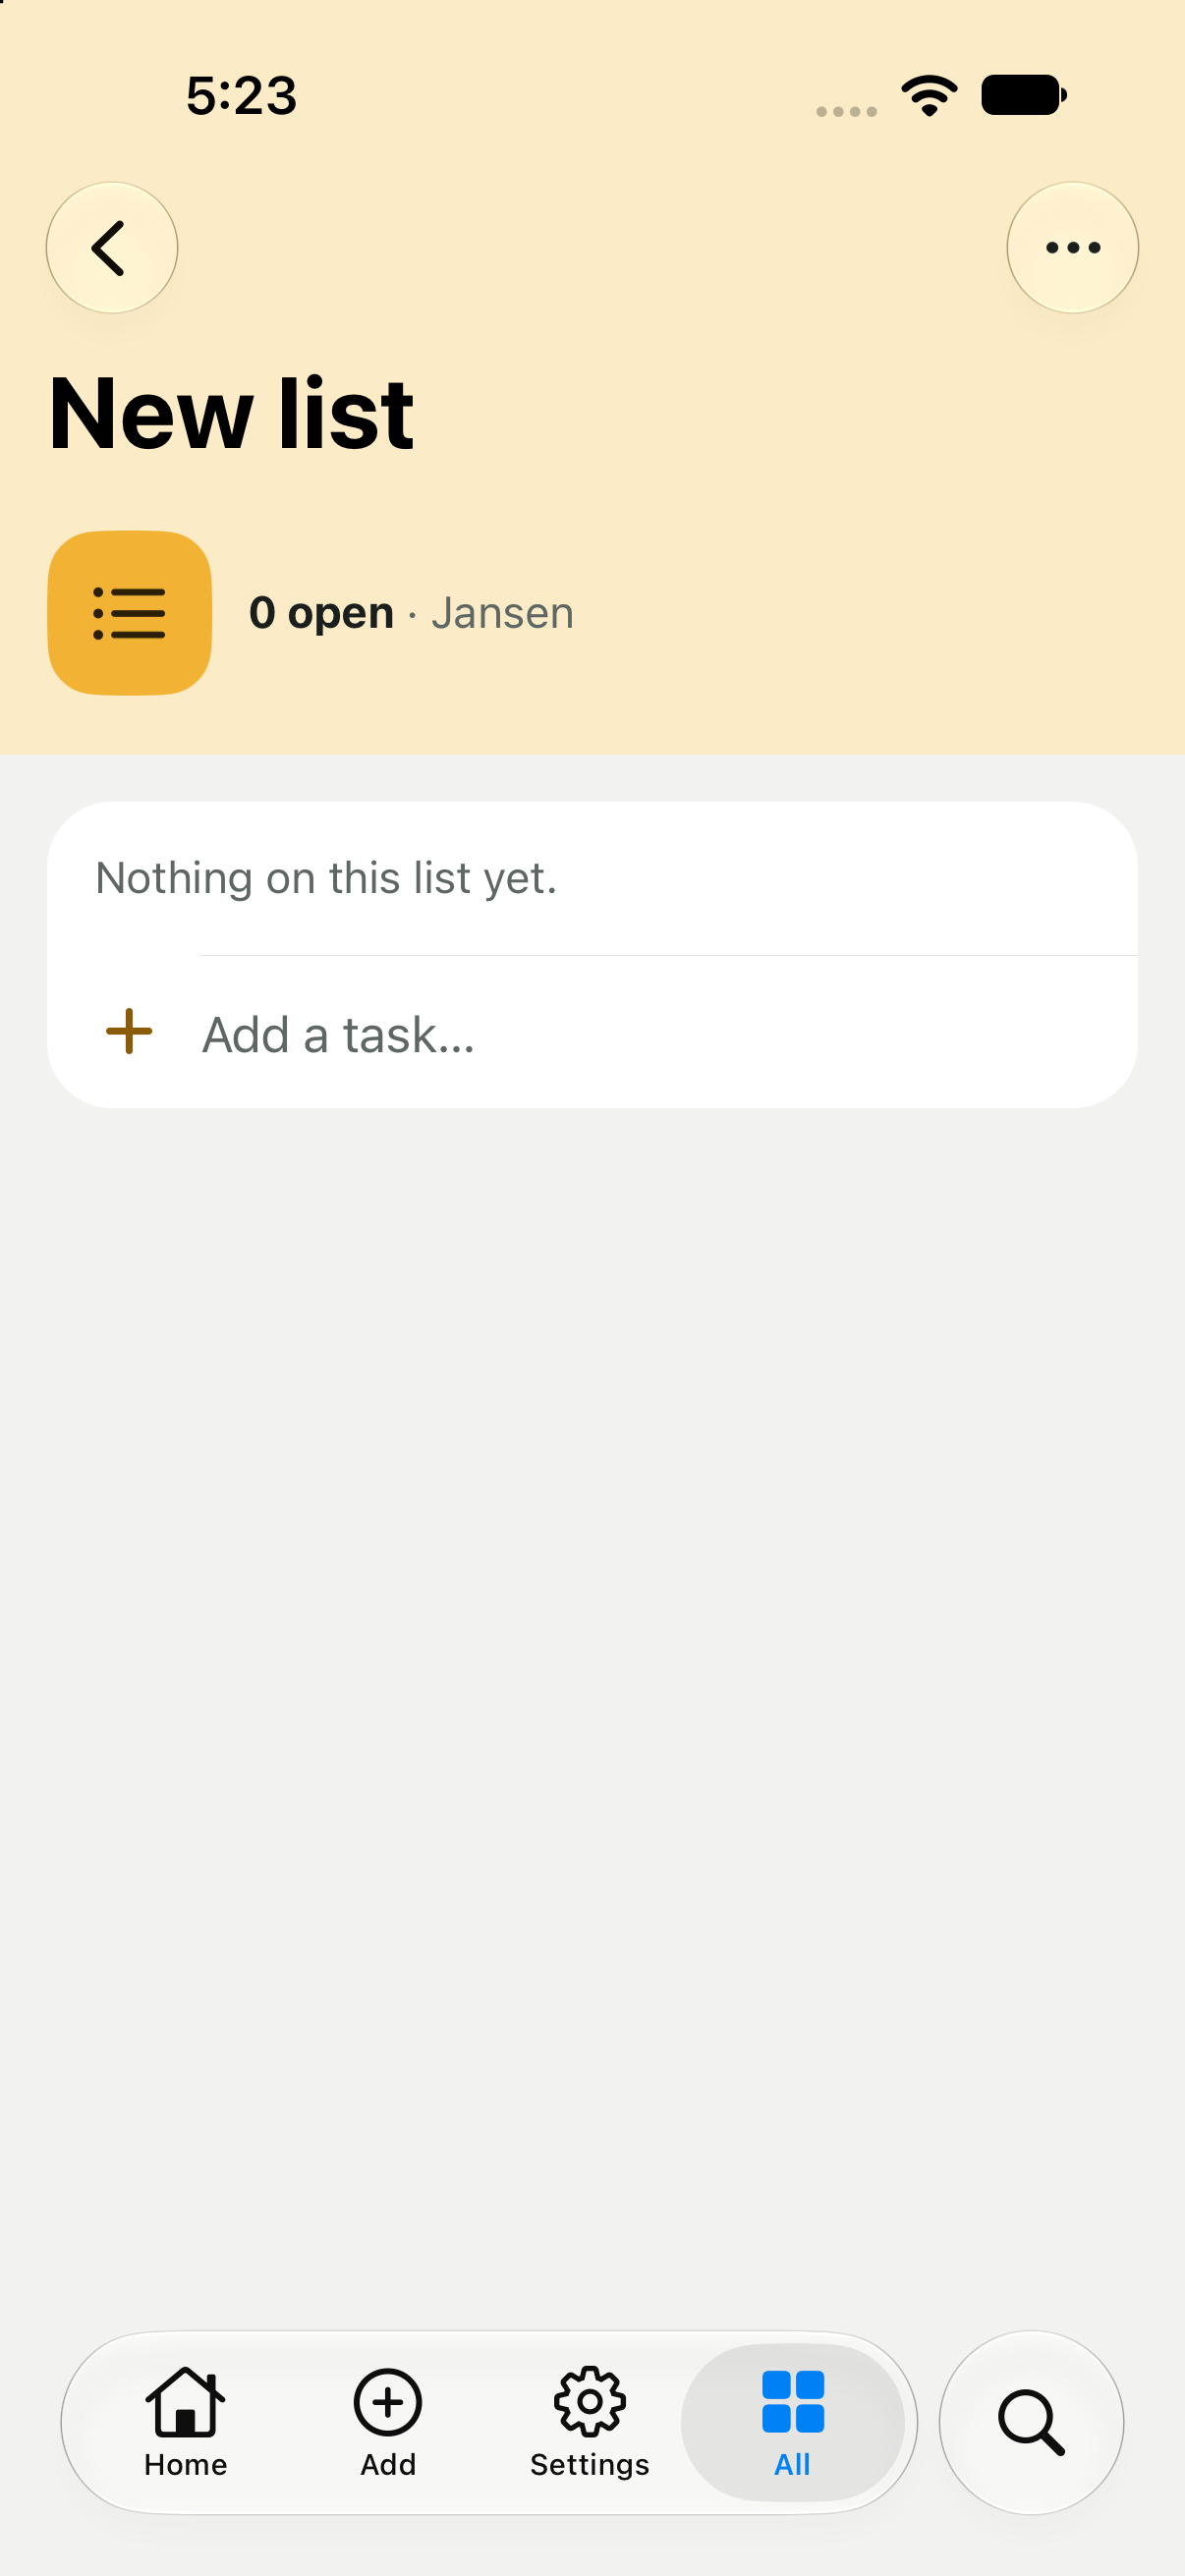 5:23
New list
0 open · Jansen
Nothing on this list yet.
Add a task...
Home
Add
Settings
All